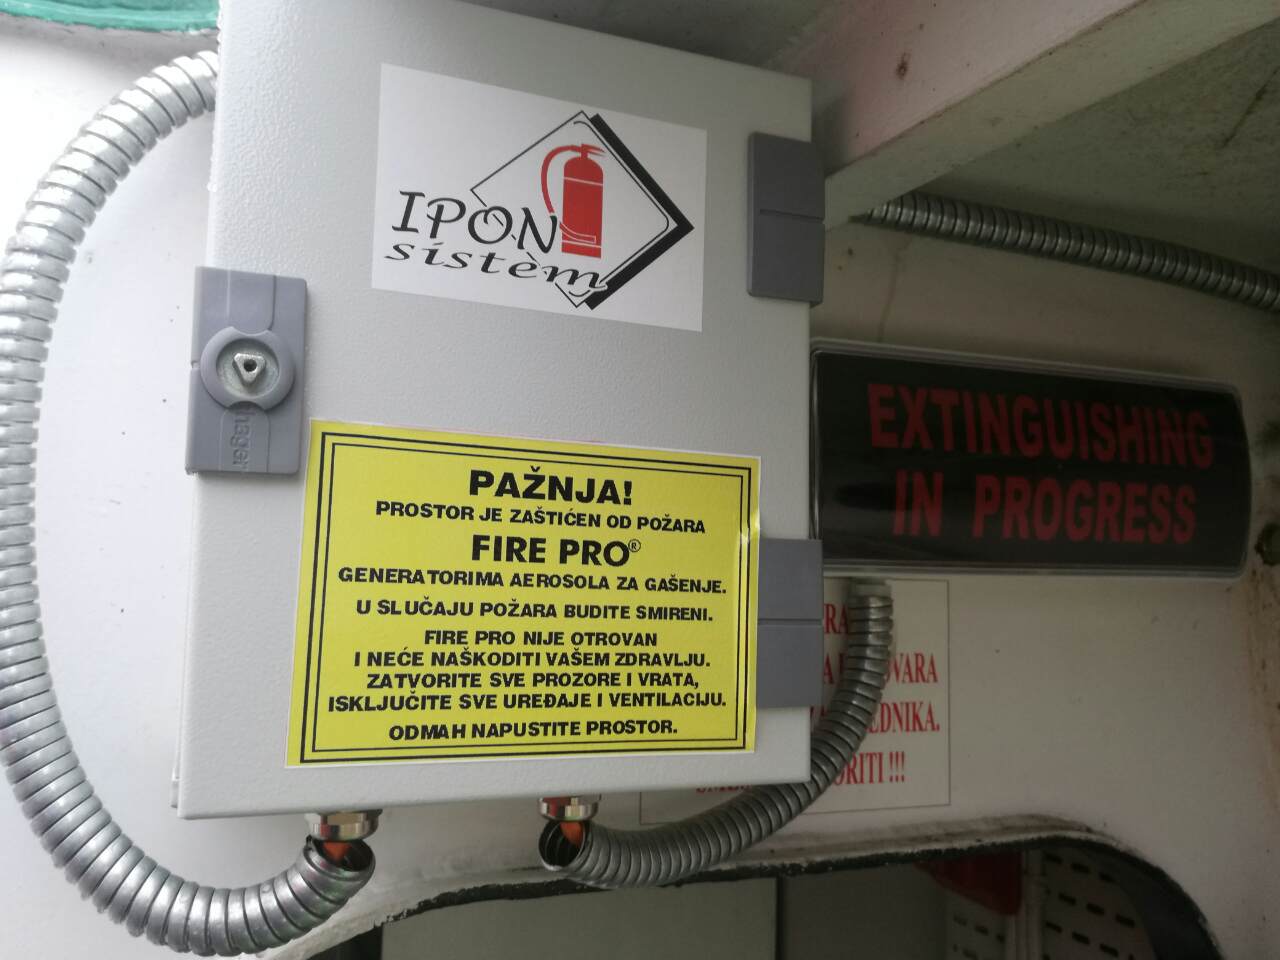 IPON
sistèm
hager
PAŽNJA!
PROSTOR JE ZAŠTIĆEN OD POŽARA
FIRE PRO®
GENERATORIMA AEROSOLA ZA GAŠENJE.
U SLUČAJU POŽARA BUDITE SMIRENI.
FIRE PRO NIJE OTROVAN
I NEĆE NAŠKODITI VAŠEM ZDRAVLJU.
ZATVORITE SVE PROZORE I VRATA,
ISKLJUČITE SVE UREĐAJE I VENTILACIJU.
ODMAH NAPUSTITE PROSTOR.
EXTINGUISHING
IN PROGRESS